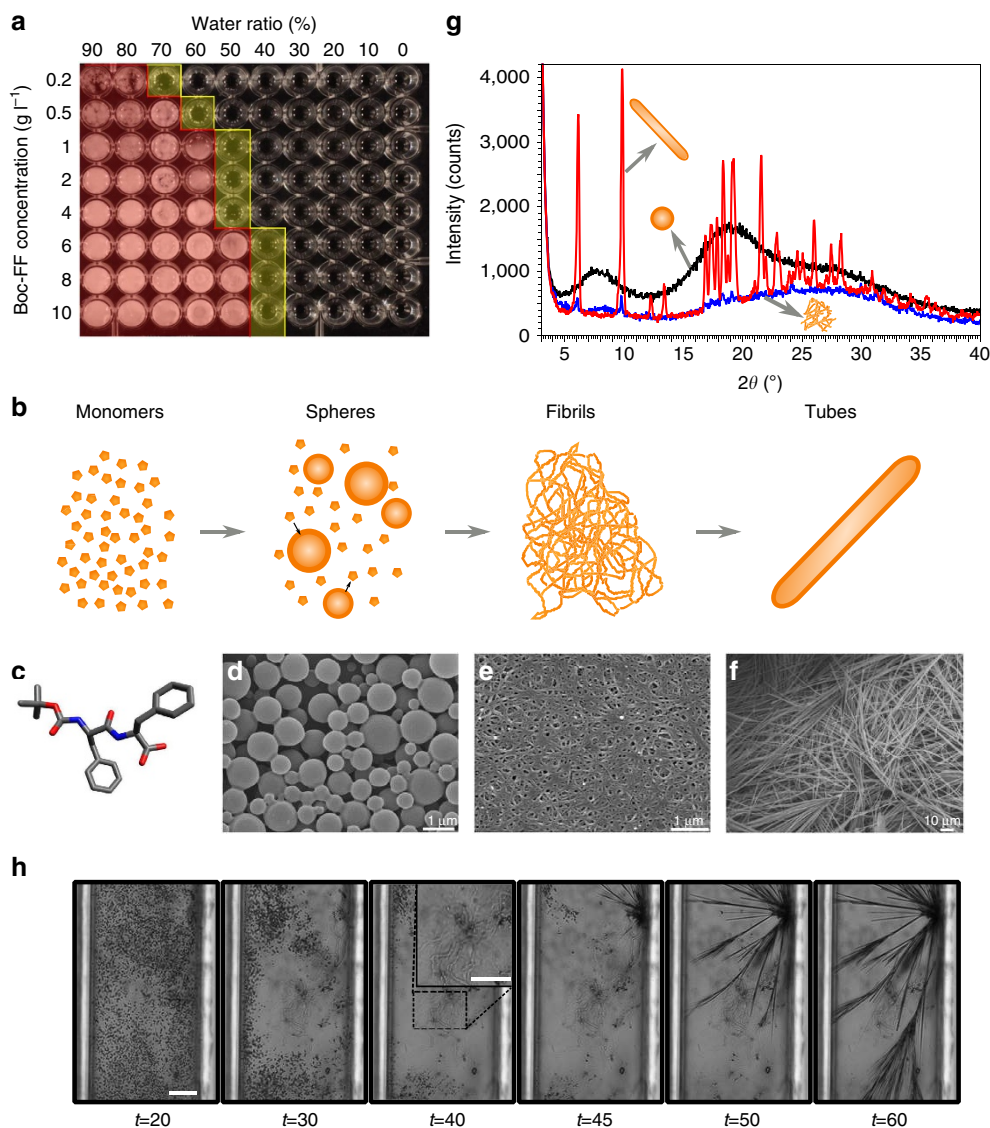 a
Water ratio (%)
90 80 70 60 50 40 30 20 10 0
Boc-FF concentration (g l⁻¹)
0.2
0.5
1
2
4
6
8
10
g
Intensity (counts)
4,000
3,000
2,000
1,000
0
5 10 15 20 25 30 35 40
2θ (°)
b
Monomers Spheres Fibrils Tubes
c
d
1 μm
e
1 μm
f
10 μm
h
t=20 t=30 t=40 t=45 t=50 t=60